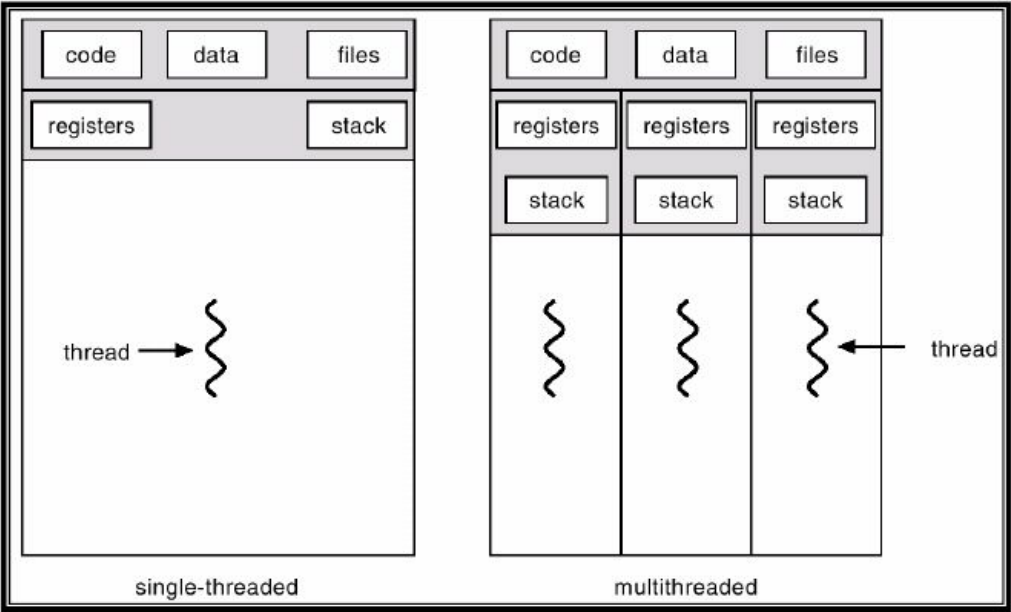 code data files
registers stack
thread
single-threaded
code data files
registers registers registers
stack stack stack
thread
multithreaded